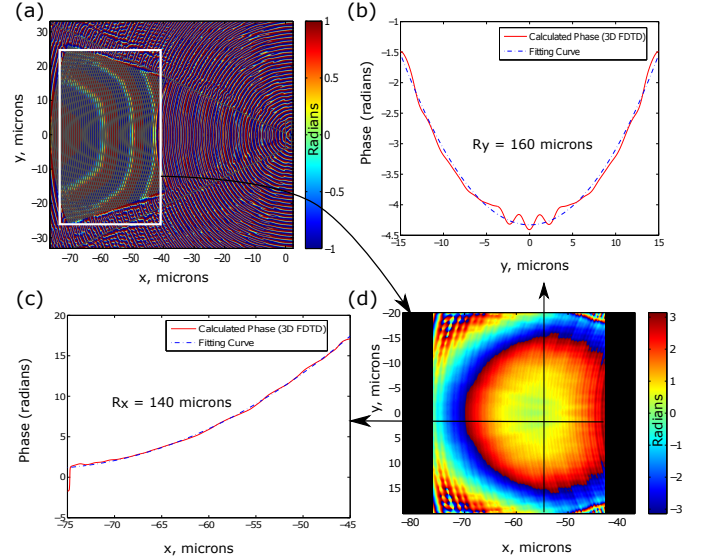 (a)
30
20
10
0
−10
−20
−30
−70 −60 −50 −40 −30 −20 −10 0
y, microns
x, microns
1
0.5
0
−0.5
−1
Radians
(b)
−1
−1.5
−2
−2.5
−3
−3.5
−4
−4.5
−15 −10 −5 0 5 10 15
Phase (radians)
y, microns
Calculated Phase (3D FDTD)
Fitting Curve
Ry = 160 microns
(c)
20
15
10
5
0
−5
−75 −70 −65 −60 −55 −50 −45
Phase (radians)
x, microns
Calculated Phase (3D FDTD)
Fitting Curve
Rx = 140 microns
(d)
−20
−15
−10
−5
0
5
10
15
−80 −70 −60 −50 −40
y, microns
x, microns
3
2
1
0
−1
−2
−3
Radians